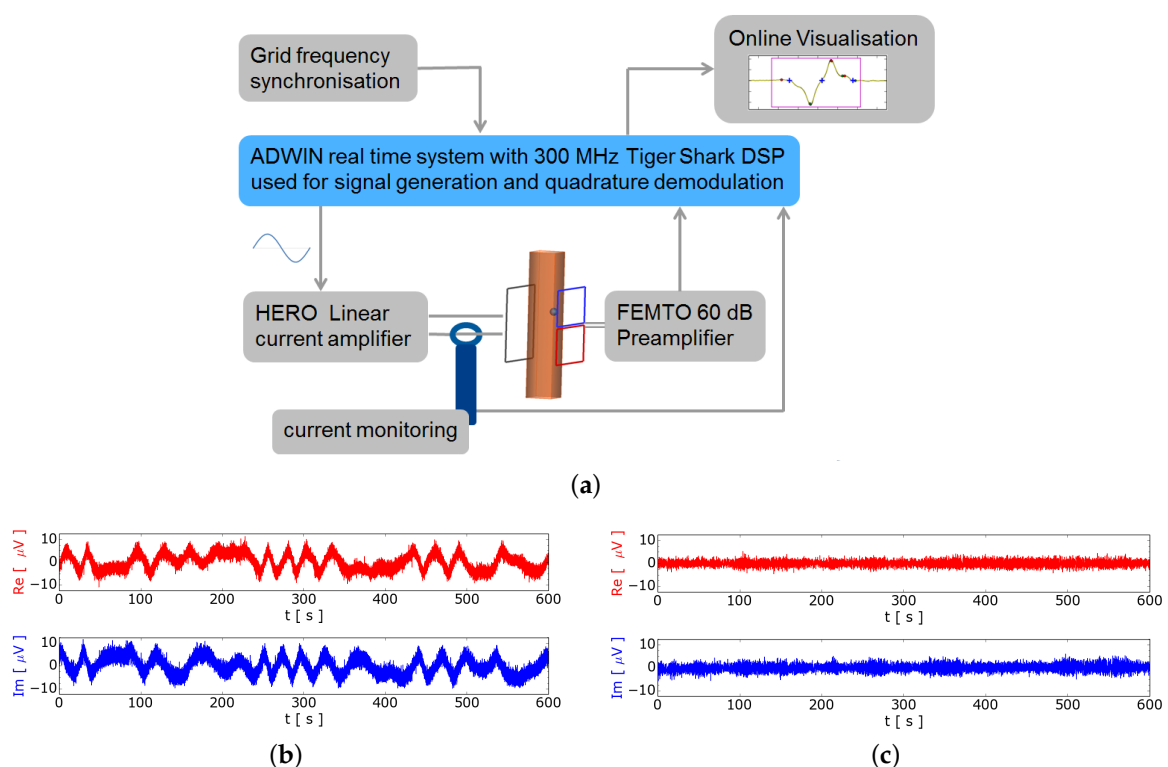 Grid frequency
synchronisation
Online Visualisation
ADWIN real time system with 300 MHz Tiger Shark DSP
used for signal generation and quadrature demodulation
HERO Linear
current amplifier
FEMTO 60 dB
Preamplifier
current monitoring
(a)
Re [ μV ]
10
0
−10
0 100 200 300 400 500 600
t [ s ]
Im [ μV ]
10
0
−10
0 100 200 300 400 500 600
t [ s ]
(b)
Re [ μV ]
10
0
−10
0 100 200 300 400 500 600
t [ s ]
Im [ μV ]
10
0
−10
0 100 200 300 400 500 600
t [ s ]
(c)